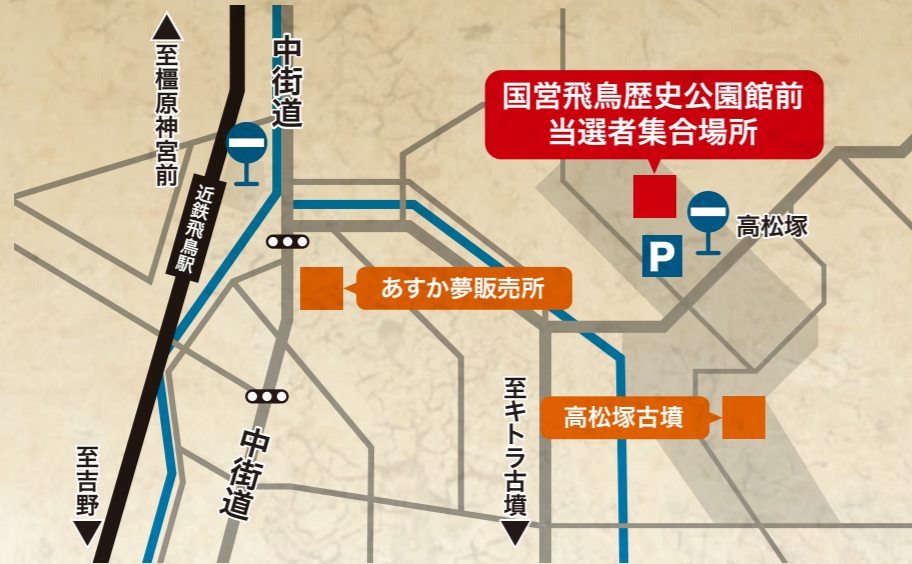 至橿原神宮前
中街道
国営飛鳥歴史公園館前
当選者集合場所
近鉄飛鳥駅
高松塚
P
あすか夢販売所
至キトラ古墳
高松塚古墳
中街道
至吉野